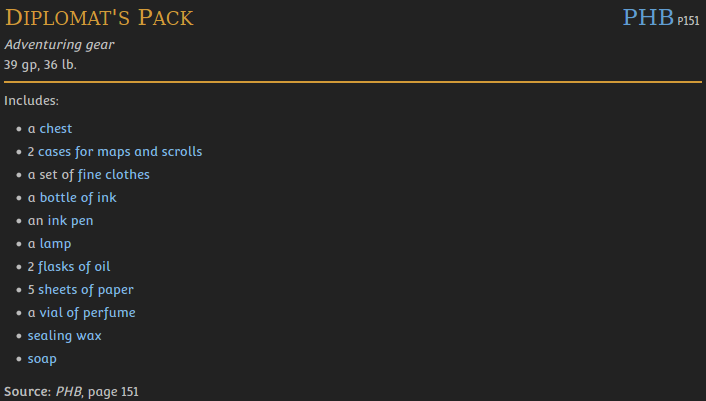 Diplomat's Pack PHB P151
Adventuring gear
39 gp, 36 lb.
Includes:
• a chest
• 2 cases for maps and scrolls
• a set of fine clothes
• a bottle of ink
• an ink pen
• a lamp
• 2 flasks of oil
• 5 sheets of paper
• a vial of perfume
• sealing wax
• soap
Source: PHB, page 151